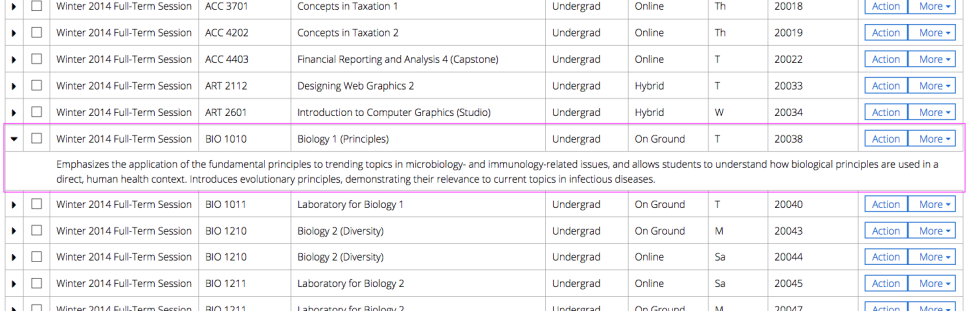 Winter 2014 Full-Term Session ACC 3701 Concepts in Taxation 1 Undergrad Online Th 20018 Action More
Winter 2014 Full-Term Session ACC 4202 Concepts in Taxation 2 Undergrad Online Th 20019 Action More
Winter 2014 Full-Term Session ACC 4403 Financial Reporting and Analysis 4 (Capstone) Undergrad Online T 20022 Action More
Winter 2014 Full-Term Session ART 2112 Designing Web Graphics 2 Undergrad Hybrid T 20033 Action More
Winter 2014 Full-Term Session ART 2601 Introduction to Computer Graphics (Studio) Undergrad Hybrid W 20034 Action More
Winter 2014 Full-Term Session BIO 1010 Biology 1 (Principles) Undergrad On Ground T 20038 Action More
Emphasizes the application of the fundamental principles to trending topics in microbiology- and immunology-related issues, and allows students to understand how biological principles are used in a
direct, human health context. Introduces evolutionary principles, demonstrating their relevance to current topics in infectious diseases.
Winter 2014 Full-Term Session BIO 1011 Laboratory for Biology 1 Undergrad On Ground T 20040 Action More
Winter 2014 Full-Term Session BIO 1210 Biology 2 (Diversity) Undergrad On Ground M 20043 Action More
Winter 2014 Full-Term Session BIO 1210 Biology 2 (Diversity) Undergrad Online Sa 20044 Action More
Winter 2014 Full-Term Session BIO 1211 Laboratory for Biology 2 Undergrad Online Sa 20045 Action More
Winter 2014 Full-Term Session BIO 1211 Laboratory for Biology 2 Undergrad On Ground M 20047 Action More